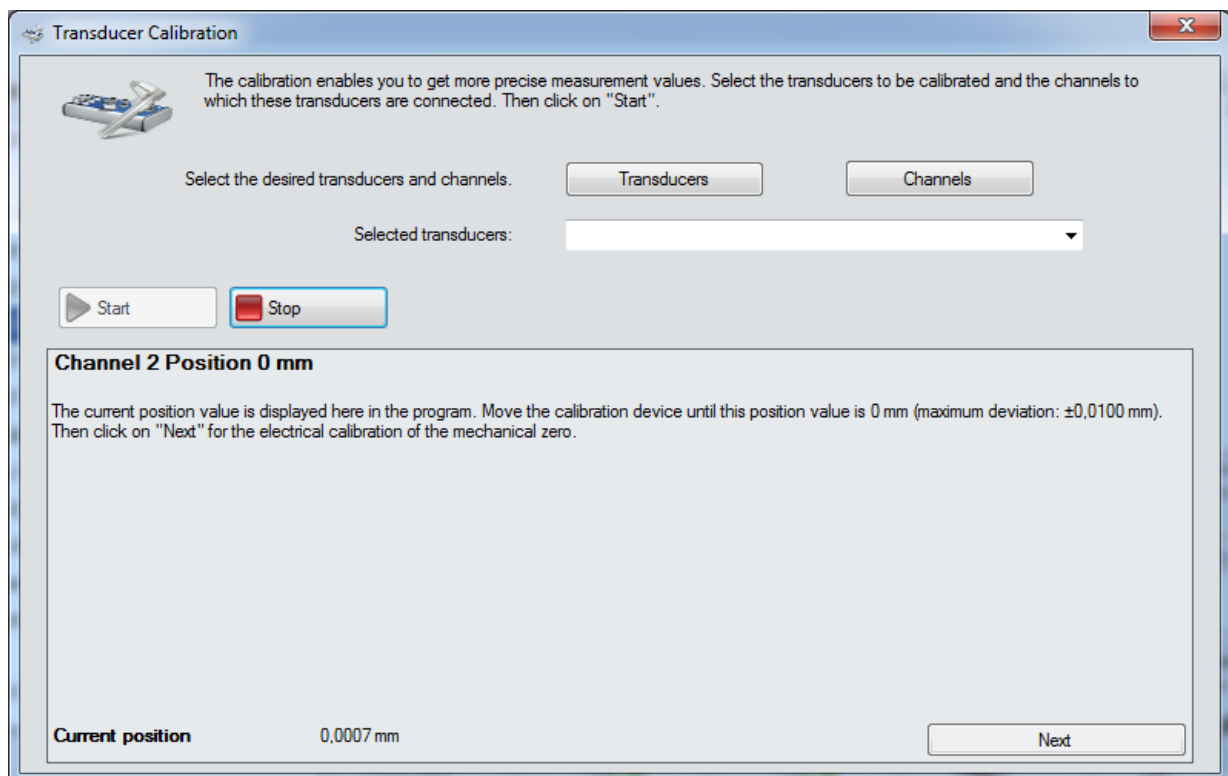 Transducer Calibration
The calibration enables you to get more precise measurement values. Select the transducers to be calibrated and the channels to
which these transducers are connected. Then click on "Start".
Select the desired transducers and channels. Transducers Channels
Selected transducers:
Start Stop
Channel 2 Position 0 mm
The current position value is displayed here in the program. Move the calibration device until this position value is 0 mm (maximum deviation: ±0,0100 mm).
Then click on "Next" for the electrical calibration of the mechanical zero.
Current position 0,0007 mm Next